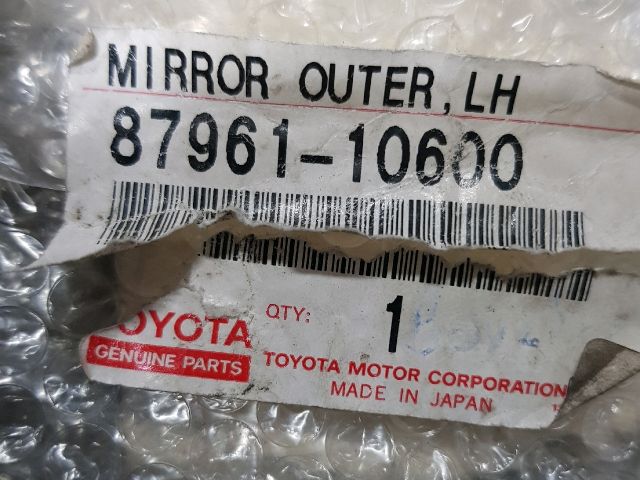 MIRROR OUTER, LH
87961-10600
QTY: 1
TOYOTA
GENUINE PARTS
TOYOTA MOTOR CORPORATION
MADE IN JAPAN